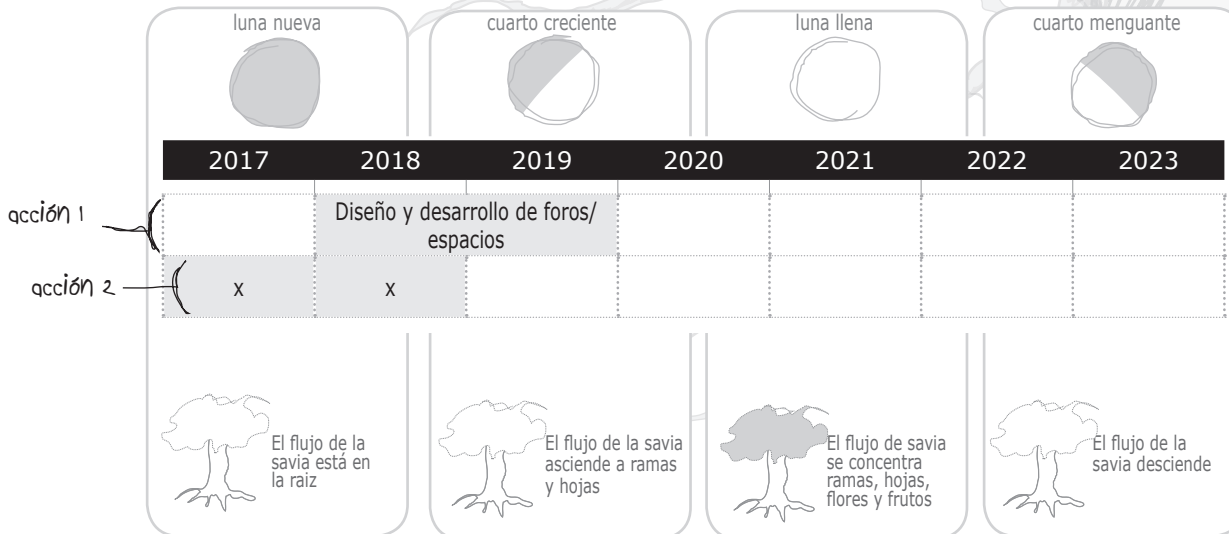 luna nueva
cuarto creciente
luna llena
cuarto menguante
2017 2018 2019 2020 2021 2022 2023
acción 1
Diseño y desarrollo de foros/
espacios
acción 2
x x
El flujo de la
savia está en
la raiz
El flujo de la savia
asciende a ramas
y hojas
El flujo de savia
se concentra
ramas, hojas,
flores y frutos
El flujo de la
savia desciende